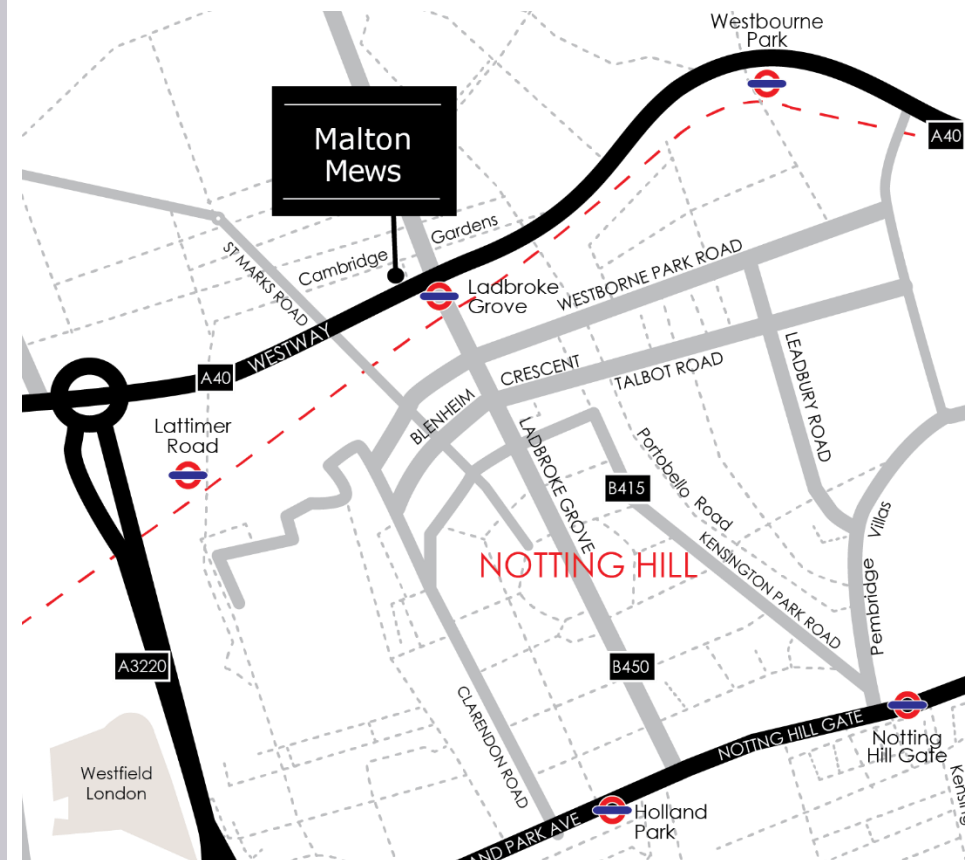 Westbourne
Park
A40
Malton
Mews
Cambridge
Gardens
ST MARKS ROAD
Ladbroke
Grove
WESTBORNE PARK ROAD
WESTWAY
A40
CRESCENT
TALBOT ROAD
LEADBURY ROAD
BLENHEIM
Lattimer
Road
LADBROKE GROVE
Portobello Road
B415
Pembridge Villas
NOTTING HILL
KENSINGTON PARK ROAD
A3220
B450
CLARENDON ROAD
NOTTNG HILL GATE
Notting
Hill Gate
Westfield
London
Holland
Park
AND PARK AVE
Kensing